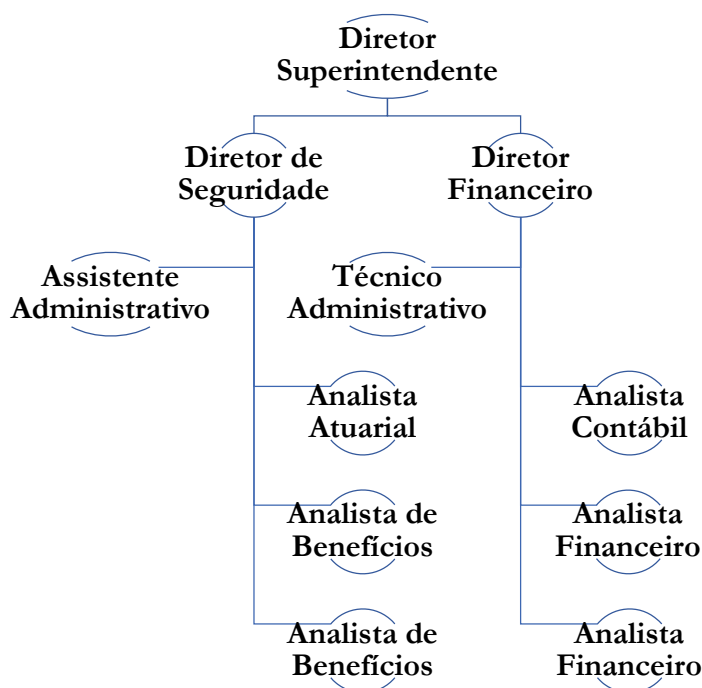 Diretor
Superintendente
Diretor de
Seguridade
Diretor
Financeiro
Assistente
Administrativo
Técnico
Administrativo
Analista
Atuarial
Analista
Contábil
Analista de
Benefícios
Analista
Financeiro
Analista de
Benefícios
Analista
Financeiro